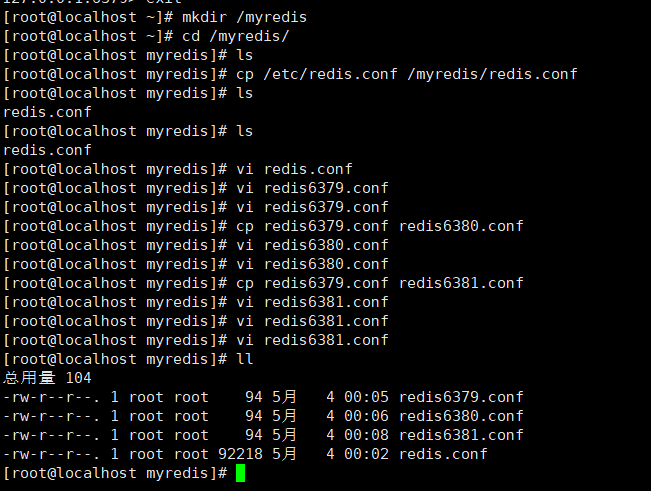 127.0.0.1:6379> exit
[root@localhost ~]# mkdir /myredis
[root@localhost ~]# cd /myredis/
[root@localhost myredis]# ls
[root@localhost myredis]# cp /etc/redis.conf /myredis/redis.conf
[root@localhost myredis]# ls
redis.conf
[root@localhost myredis]# ls
redis.conf
[root@localhost myredis]# vi redis.conf
[root@localhost myredis]# vi redis6379.conf
[root@localhost myredis]# vi redis6379.conf
[root@localhost myredis]# cp redis6379.conf redis6380.conf
[root@localhost myredis]# vi redis6380.conf
[root@localhost myredis]# vi redis6380.conf
[root@localhost myredis]# cp redis6379.conf redis6381.conf
[root@localhost myredis]# vi redis6381.conf
[root@localhost myredis]# vi redis6381.conf
[root@localhost myredis]# vi redis6381.conf
[root@localhost myredis]# ll
总用量 104
-rw-r--r--. 1 root root    94 5月   4 00:05 redis6379.conf
-rw-r--r--. 1 root root    94 5月   4 00:06 redis6380.conf
-rw-r--r--. 1 root root    94 5月   4 00:08 redis6381.conf
-rw-r--r--. 1 root root 92218 5月   4 00:02 redis.conf
[root@localhost myredis]#